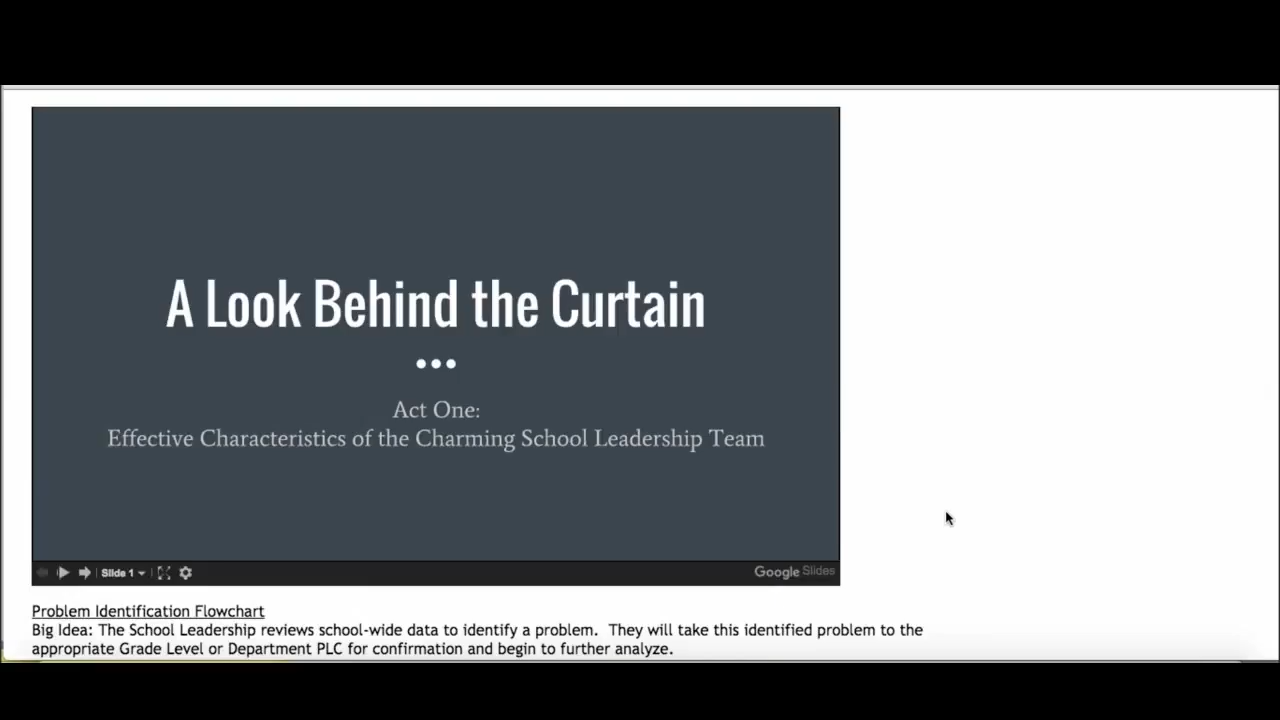 A Look Behind the Curtain
Act One:
Effective Characteristics of the Charming School Leadership Team
Slide 1
Google Slides
Problem Identification Flowchart
Big Idea: The School Leadership reviews school-wide data to identify a problem.  They will take this identified problem to the
appropriate Grade Level or Department PLC for confirmation and begin to further analyze.